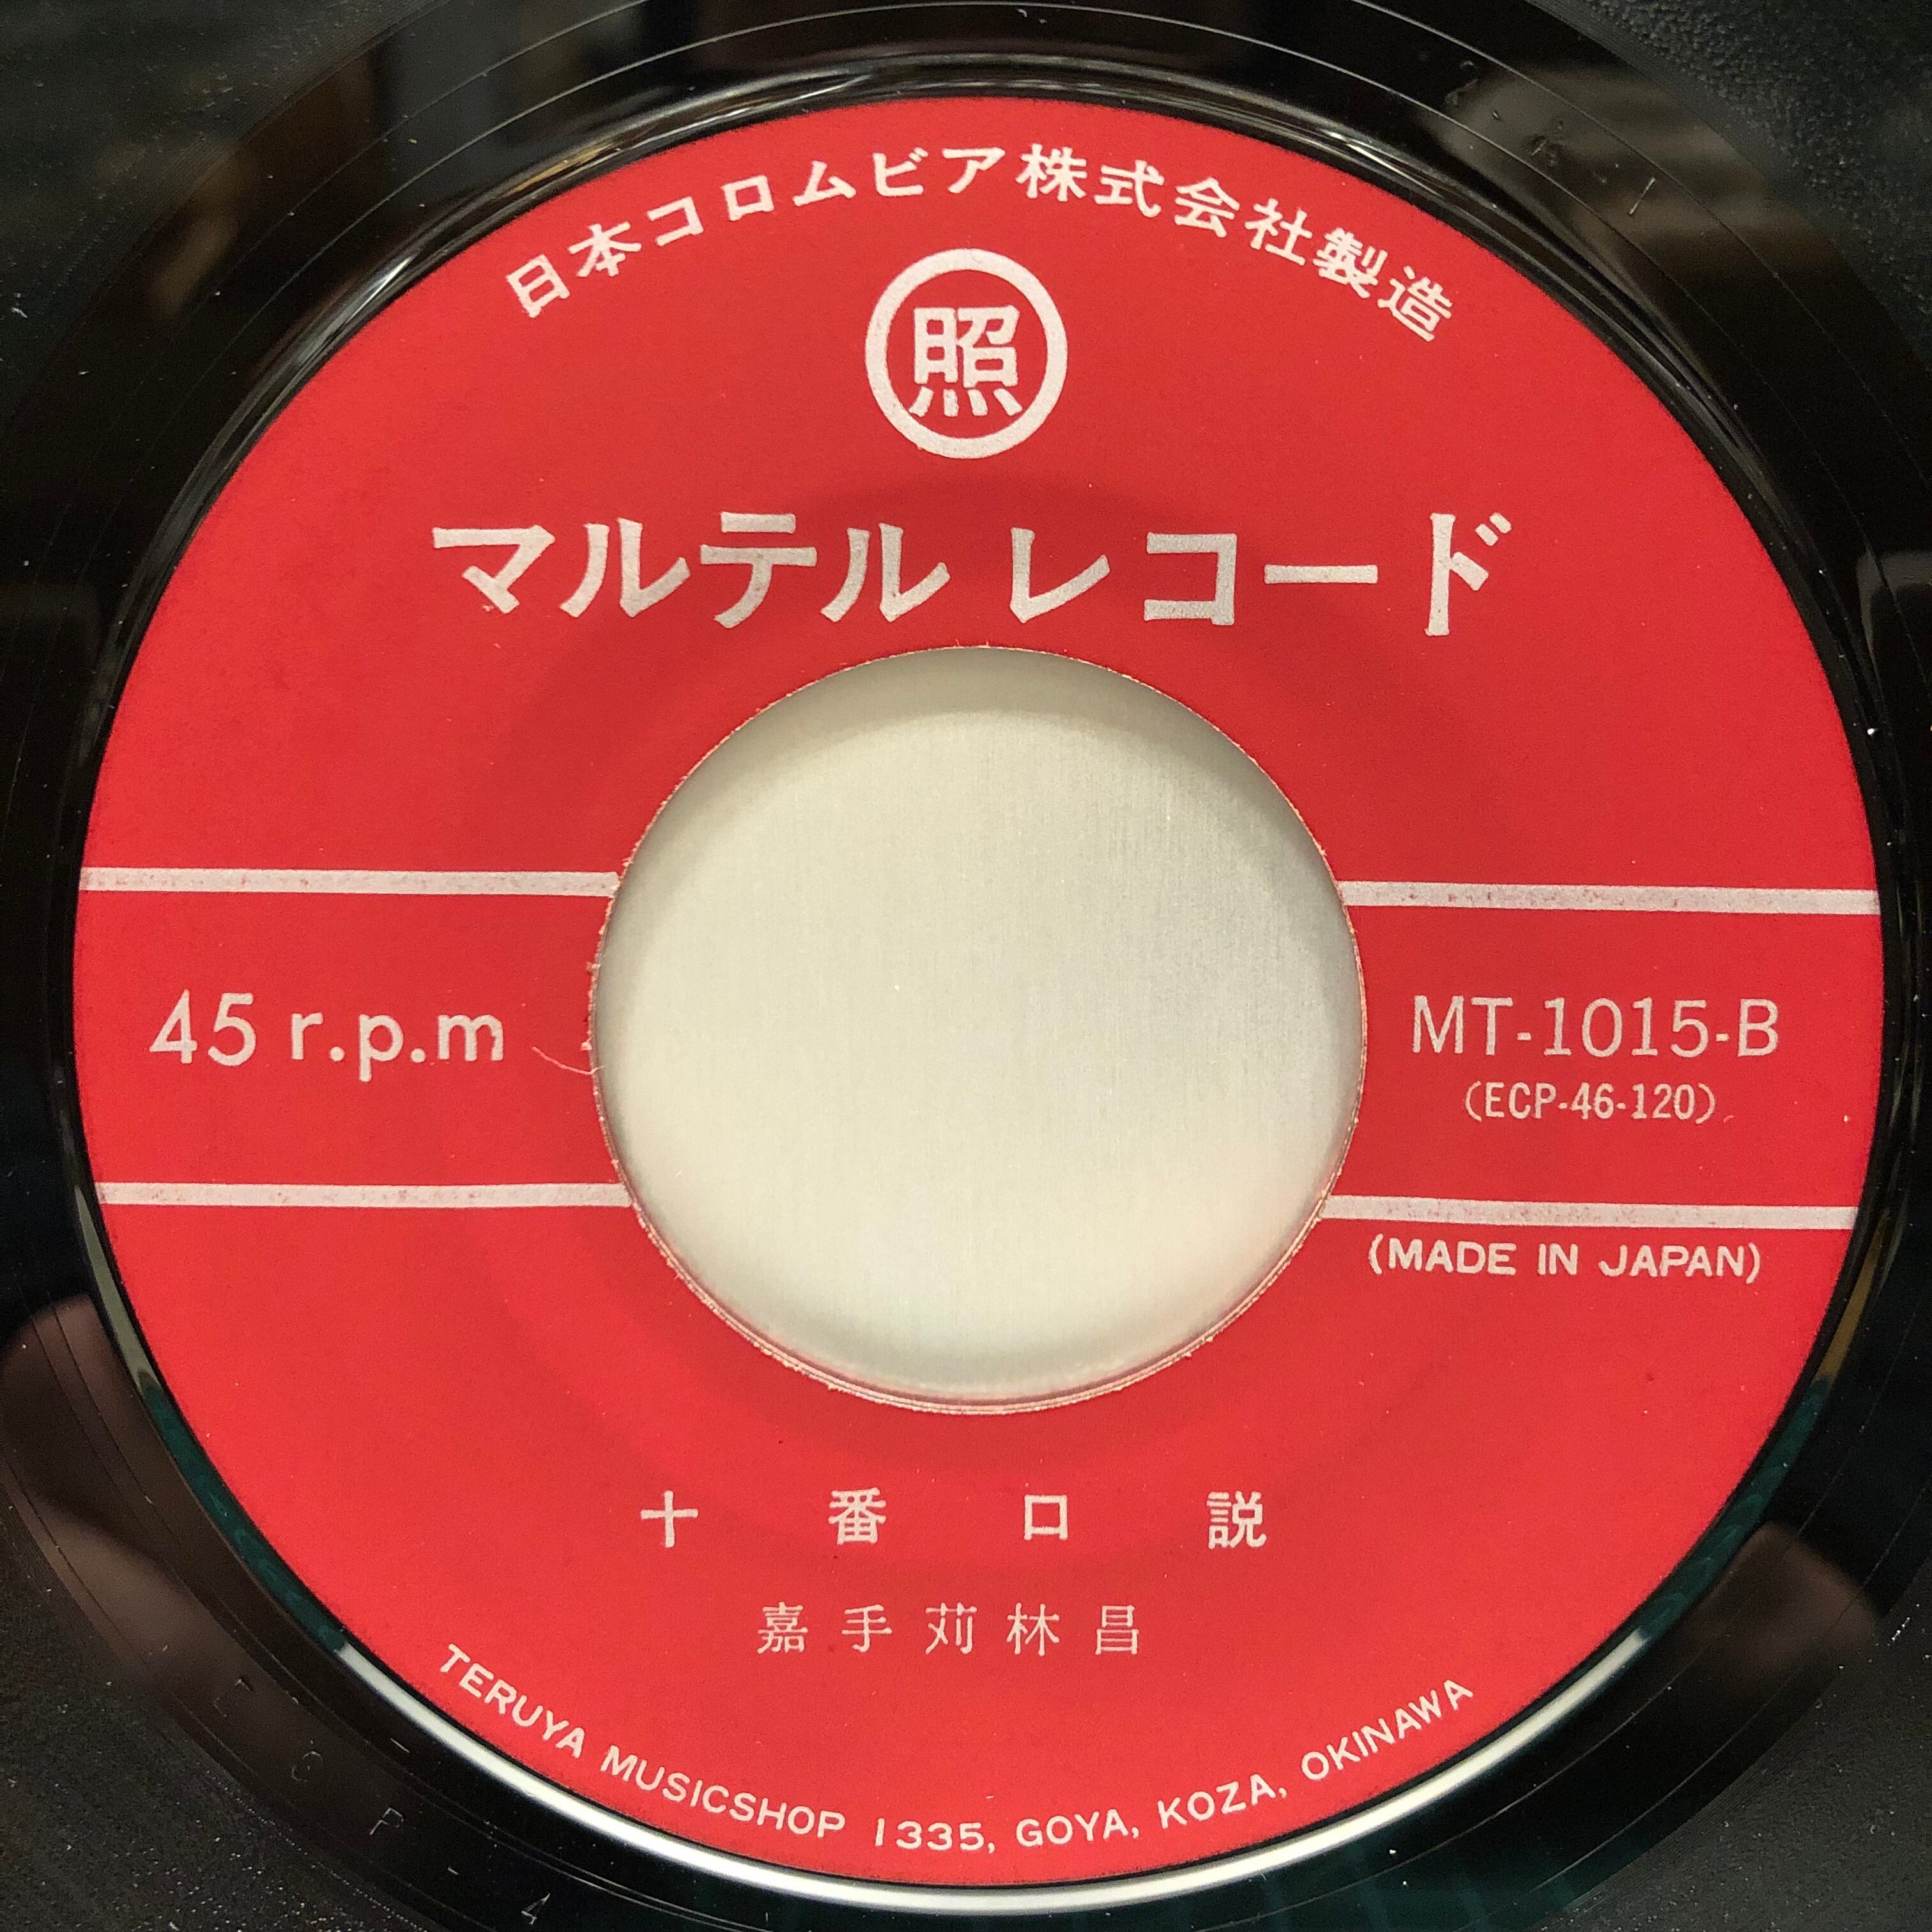 日本コロムビア株式会社製造
照
マルテル レコード
45 r.p.m
MT-1015-B
(ECP-46-120)
(MADE IN JAPAN)
十番口説
嘉手苅林昌
TERUYA MUSICSHOP 1335, GOYA, KOZA, OKINAWA